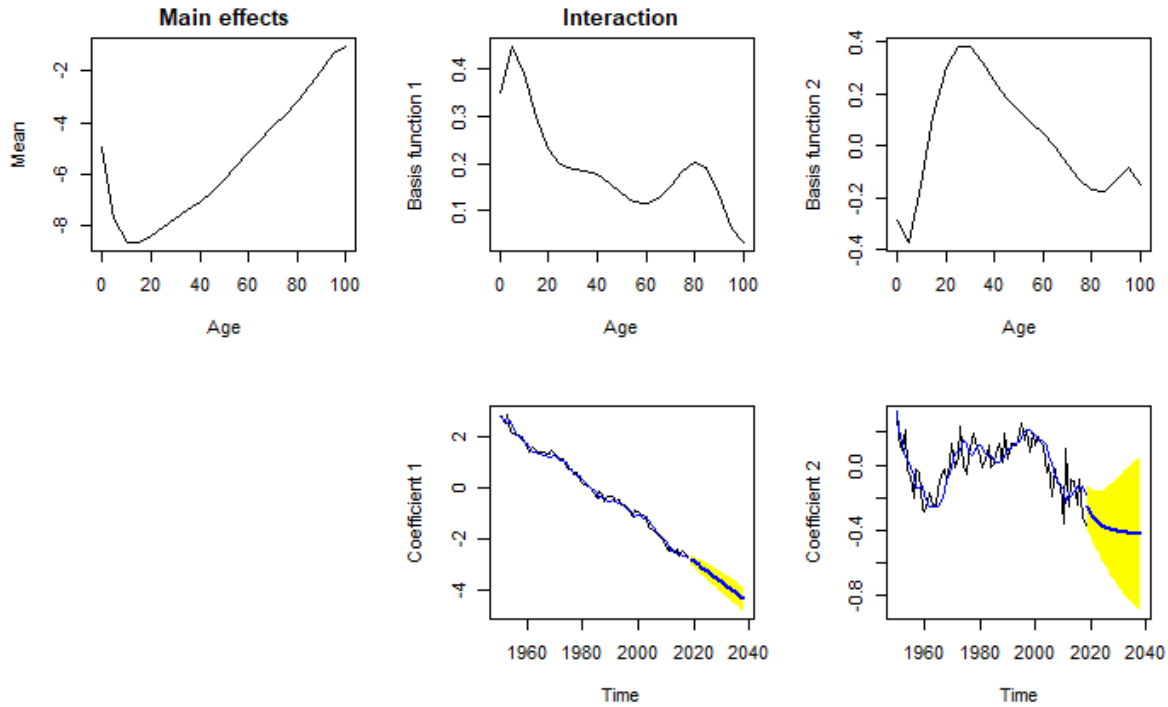 Main effects
Interaction
Mean
-2
-4
-6
-8
0 20 40 60 80 100
Age
Basis function 1
0.4
0.3
0.2
0.1
0 20 40 60 80 100
Age
Basis function 2
0.4
0.2
0.0
-0.2
-0.4
0 20 40 60 80 100
Age
Coefficient 1
2
0
-2
-4
1960 1980 2000 2020 2040
Time
Coefficient 2
0.0
-0.4
-0.8
1960 1980 2000 2020 2040
Time